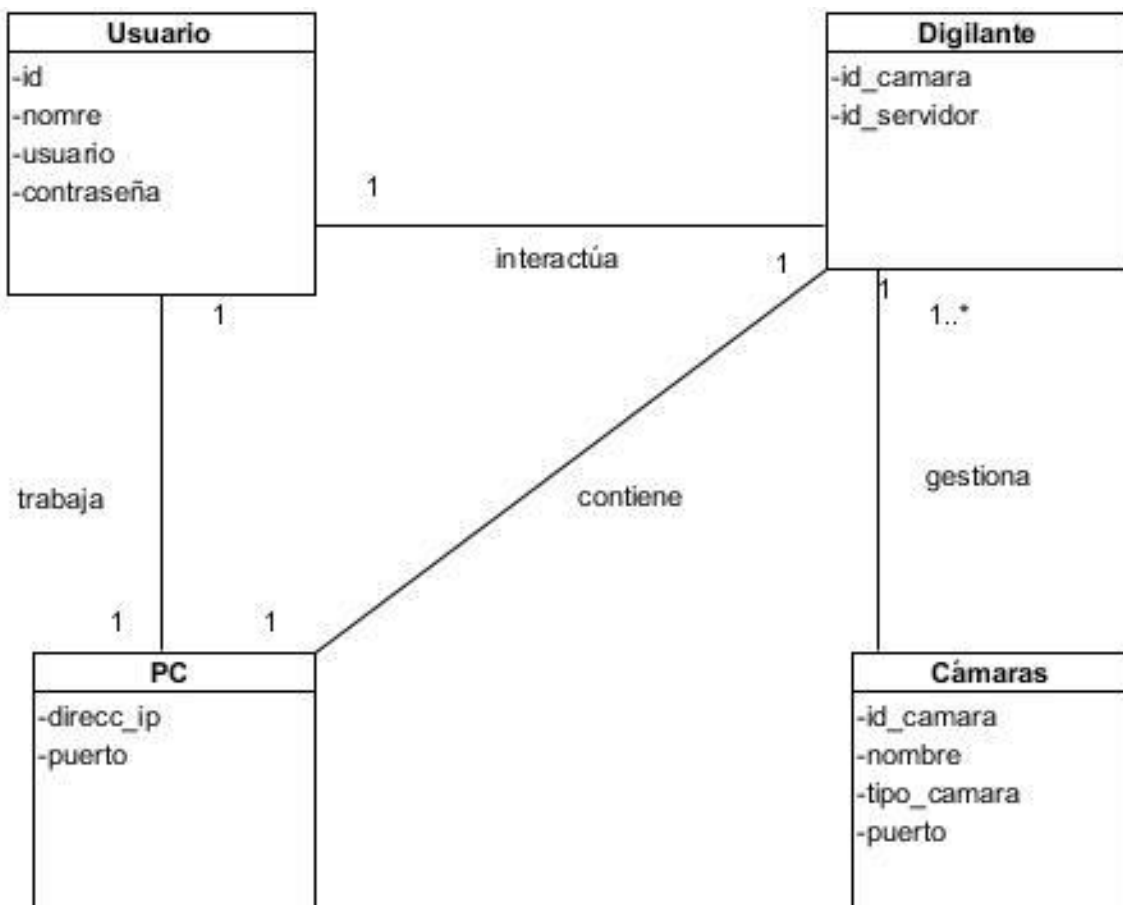 Usuario
-id
-nomre
-usuario
-contraseña
Digilante
-id_camara
-id_servidor
1
interactúa
1
1
1
1..*
trabaja
contiene
gestiona
1
1
PC
-direcc_ip
-puerto
Cámaras
-id_camara
-nombre
-tipo_camara
-puerto